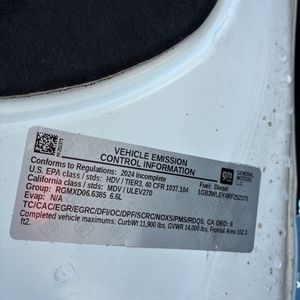 VEHICLE EMISSION
CONTROL INFORMATION
gm
GENERAL
MOTORS
LLC
Conforms to Regulations: 2024 Incomplete
Fuel: Diesel
U.S. EPA class / stds: HDV / TIER3, 40 CFR 1037.104
California class / stds: MDV / ULEV270
Group: RGMXD06.6385 6.6L
Evap: N/A
TC/CAC/EGR/EGRC/DFI/OC/DPF/SCRC/NOXS/PMS/RDQS, CA OBD: II
Completed vehicle maximums: CurbWt 11,900 lbs, GVWR 14,000 lbs, Frontal Area 102.3
ft2.